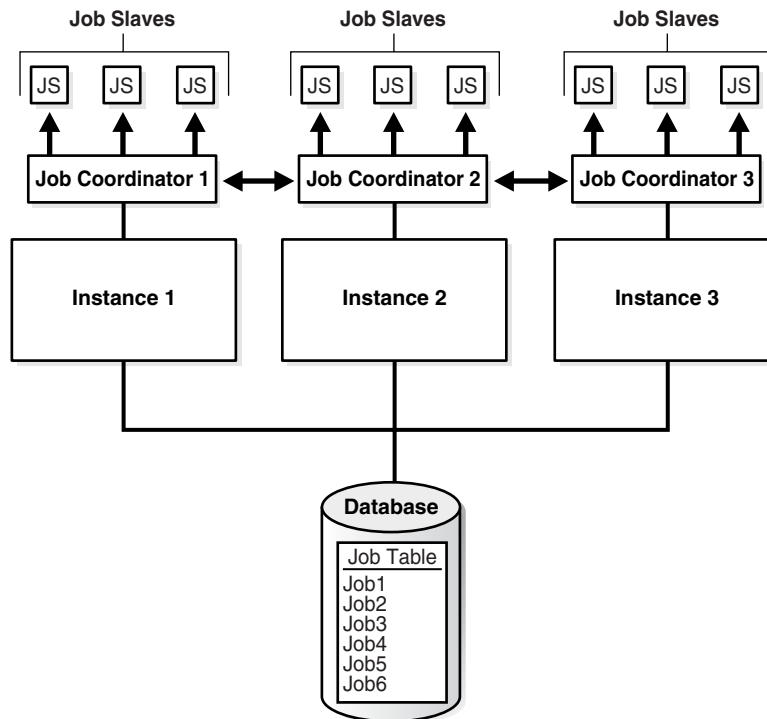 Job Slaves
Job Slaves
Job Slaves
JS JS JS
JS JS JS
JS JS JS
Job Coordinator 1
Job Coordinator 2
Job Coordinator 3
Instance 1
Instance 2
Instance 3
Database
Job Table
Job1
Job2
Job3
Job4
Job5
Job6